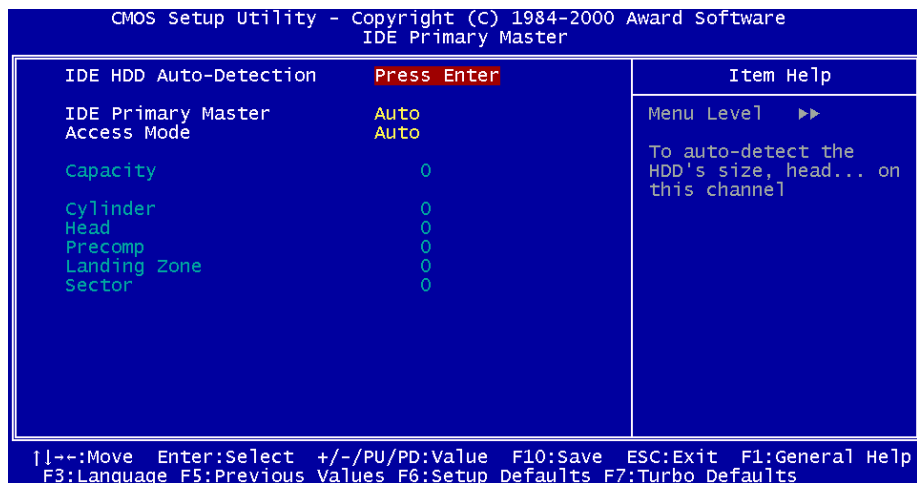 CMOS Setup Utility - Copyright (C) 1984-2000 Award Software
IDE Primary Master
IDE HDD Auto-Detection Press Enter
IDE Primary Master Auto
Access Mode Auto
Capacity 0
Cylinder 0
Head 0
Precomp 0
Landing Zone 0
Sector 0
Item Help
Menu Level ▶▶
To auto-detect the
HDD's size, head... on
this channel
↑↓→←:Move Enter:Select +/-/PU/PD:Value F10:Save ESC:Exit F1:General Help
F3:Language F5:Previous Values F6:Setup Defaults F7:Turbo Defaults